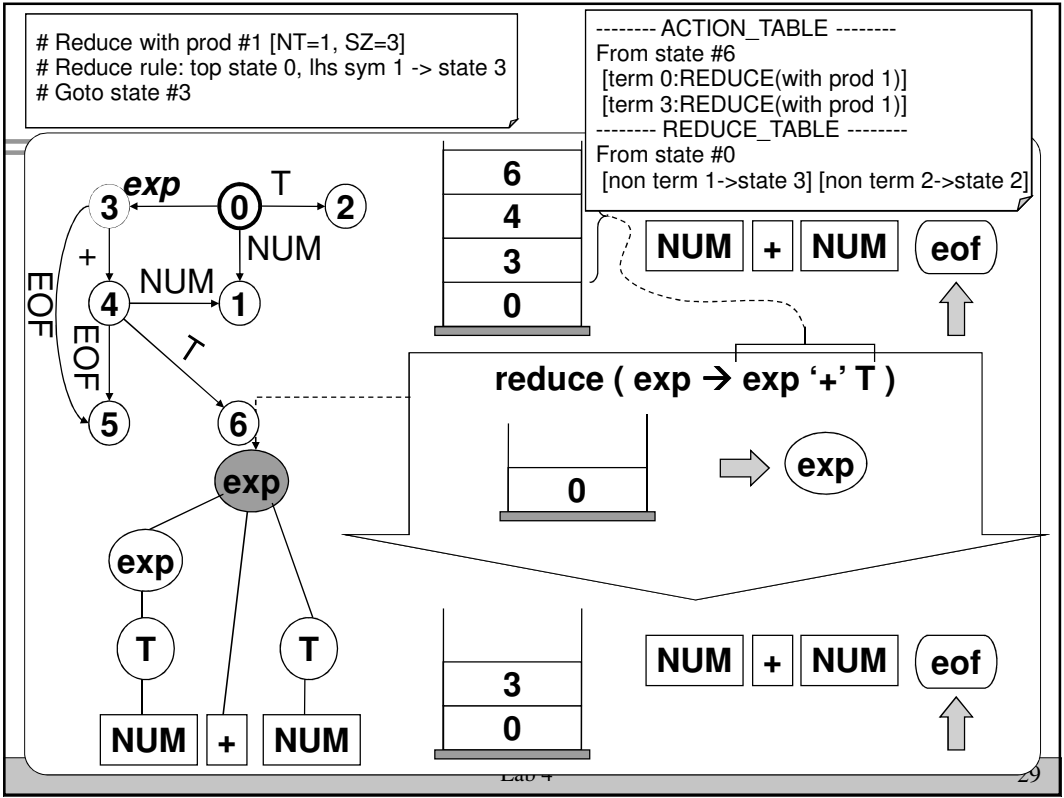 # Reduce with prod #1 [NT=1, SZ=3]
# Reduce rule: top state 0, lhs sym 1 -> state 3
# Goto state #3
-------- ACTION_TABLE --------
From state #6
[term 0:REDUCE(with prod 1)]
[term 3:REDUCE(with prod 1)]
-------- REDUCE_TABLE --------
From state #0
[non term 1->state 3] [non term 2->state 2]
3 exp 0 T 2
+ NUM
EOF 4 NUM 1
EOF T
5 6
exp
exp
T T
NUM + NUM
6
4
3
0
NUM + NUM eof
reduce ( exp → exp ‘+’ T )
0 exp
3
0
NUM + NUM eof
Lab 4 29